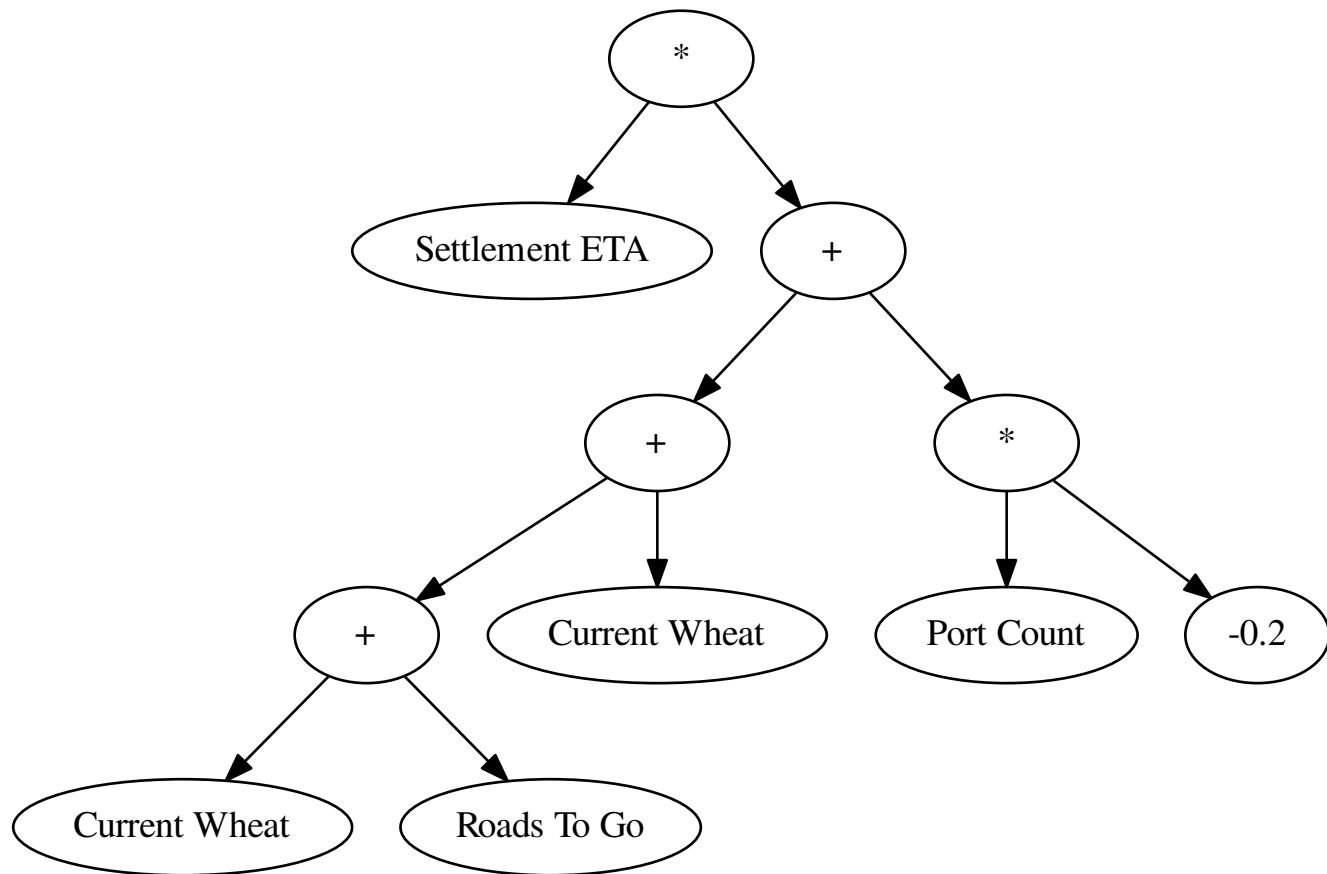 *
Settlement ETA
+
+
*
+
Current Wheat
Port Count
-0.2
Current Wheat
Roads To Go